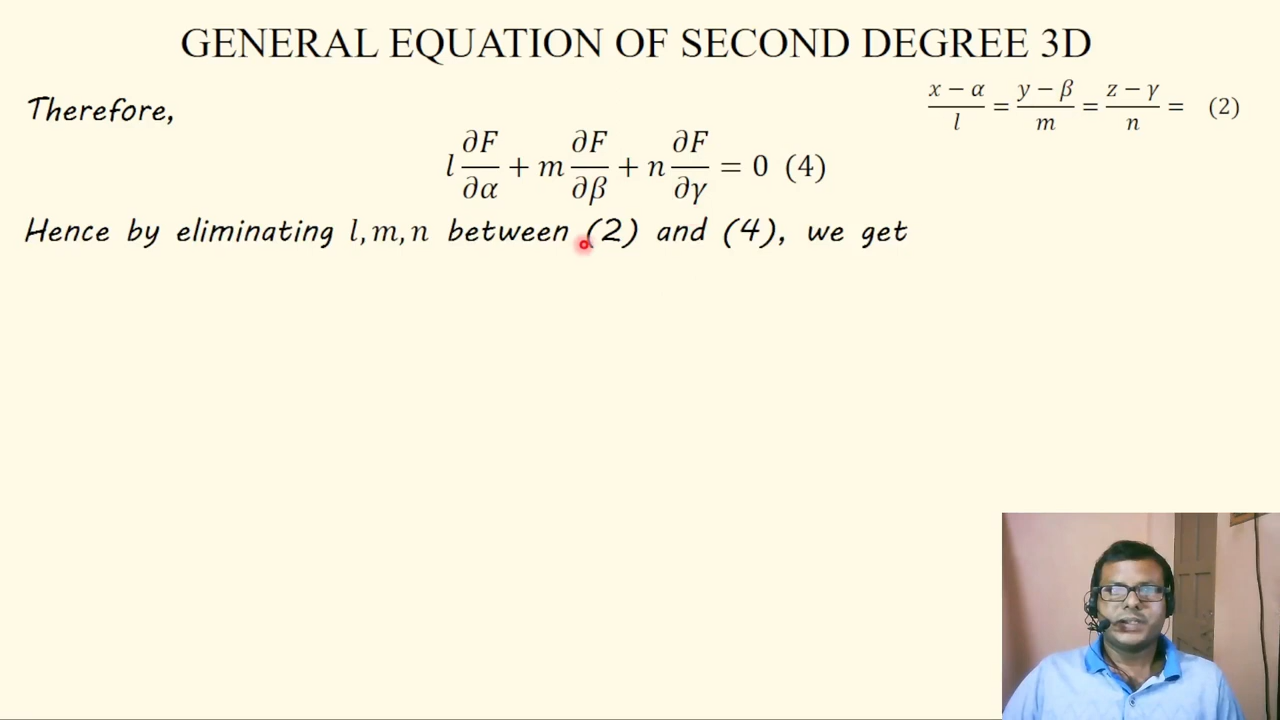 GENERAL EQUATION OF SECOND DEGREE 3D
Therefore,
(x − α)/l = (y − β)/m = (z − γ)/n = (2)
l ∂F/∂α + m ∂F/∂β + n ∂F/∂γ = 0 (4)
Hence by eliminating l, m, n between (2) and (4), we get